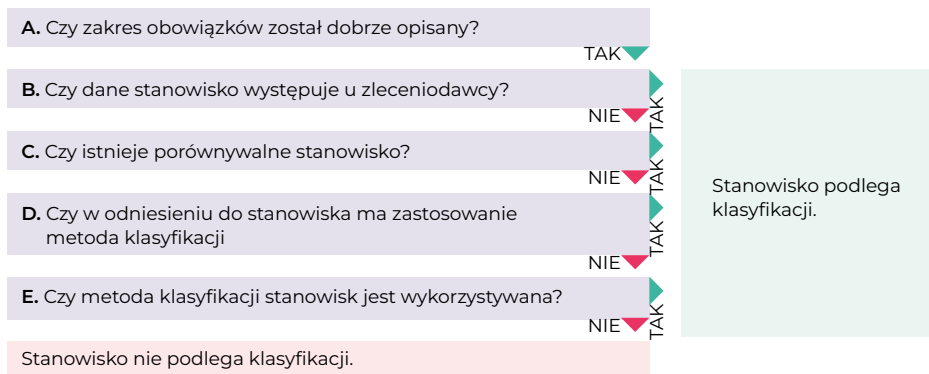 A. Czy zakres obowiązków został dobrze opisany?
TAK
B. Czy dane stanowisko występuje u zleceniodawcy?
TAK
NIE
C. Czy istnieje porównywalne stanowisko?
TAK
NIE
D. Czy w odniesieniu do stanowiska ma zastosowanie
metoda klasyfikacji
TAK
NIE
E. Czy metoda klasyfikacji stanowisk jest wykorzystywana?
TAK
NIE
Stanowisko nie podlega klasyfikacji.
Stanowisko podlega
klasyfikacji.